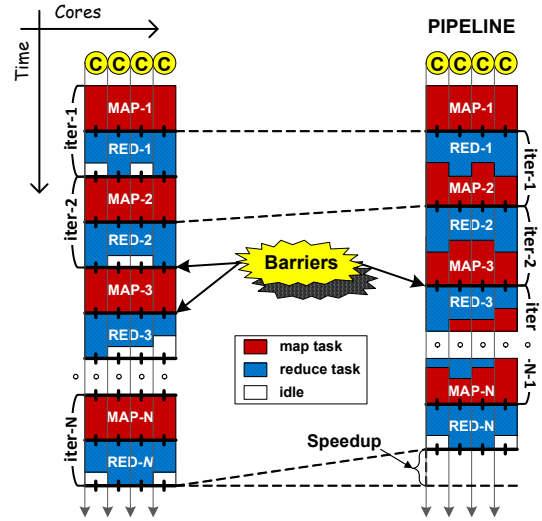 Cores
Time
PIPELINE
C C C C
C C C C
MAP-1
RED-1
iter-1
MAP-2
RED-2
iter-2
MAP-3
RED-3
MAP-N
RED-N
iter-N
Barriers
map task
reduce task
idle
Speedup
MAP-1
RED-1
iter-1
MAP-2
RED-2
iter-2
MAP-3
RED-3
iter
-N-1
MAP-N
RED-N